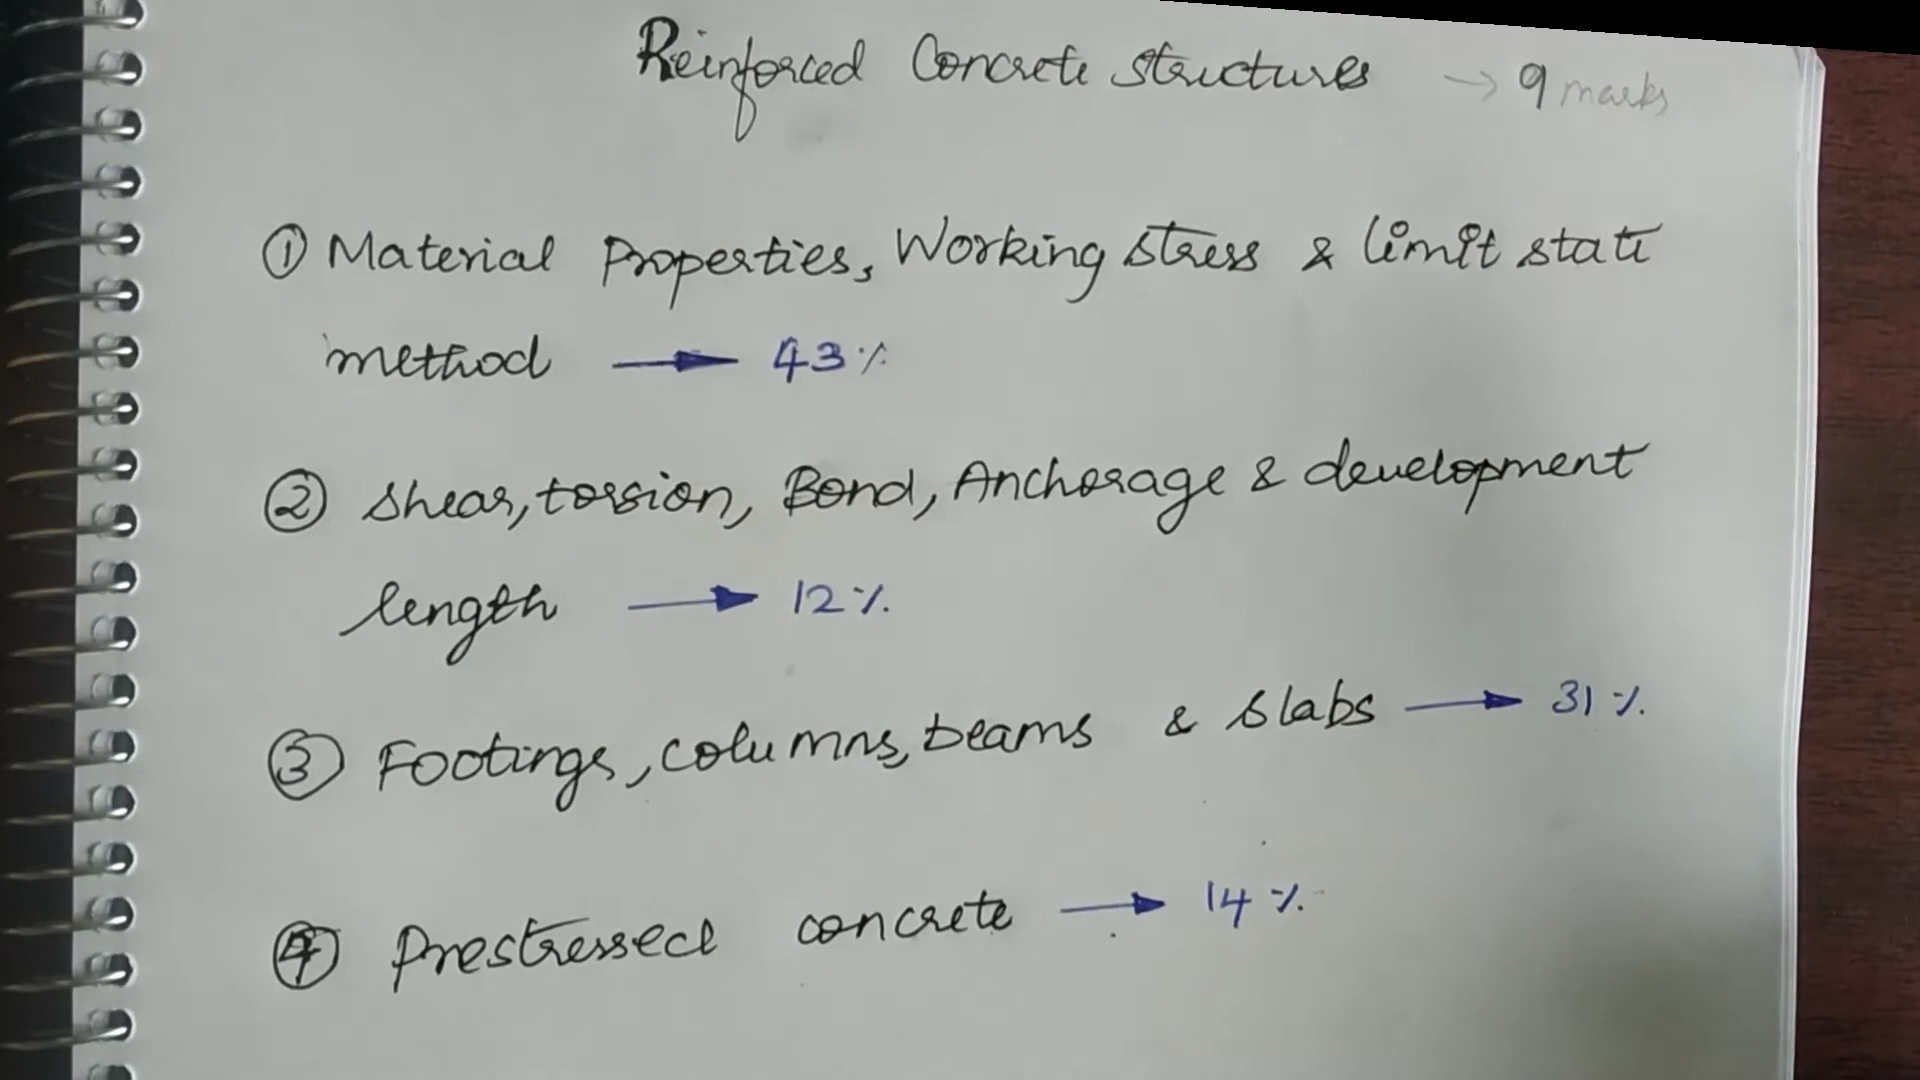 Reinforced Concrete structures → 9 marks
① Material Properties, Working stress & limit state
method → 43%
② shear, torsion, Bond, Anchorage & development
length → 12%
③ Footings, columns, beams & slabs → 31%
④ Prestressed concrete → 14%